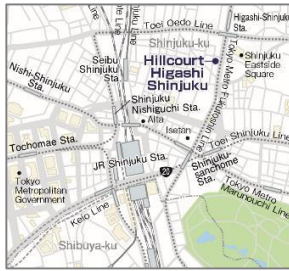 JR Line
Toei Oedo Line
Higashi-Shinjuku
Shinjuku-ku
Seibu
Shinjuku
Sta.
Hillcourt
Higashi
Shinjuku
Tokyo Metro Fukutoshin Line
Shinjuku
Eastside
Square
Nishi-Shinjuku
Sta.
Shinjuku
Nishiguchi Sta.
Alta
Isetan
Tochomae Sta.
JR Shinjuku Sta.
20
Toei Shinjuku Line
Shinjuku
sanchome
Sta.
Tokyo
Metropolitan
Government
Keio Line
Tokyo Metro
Marunouchi Line
Shibuya-ku